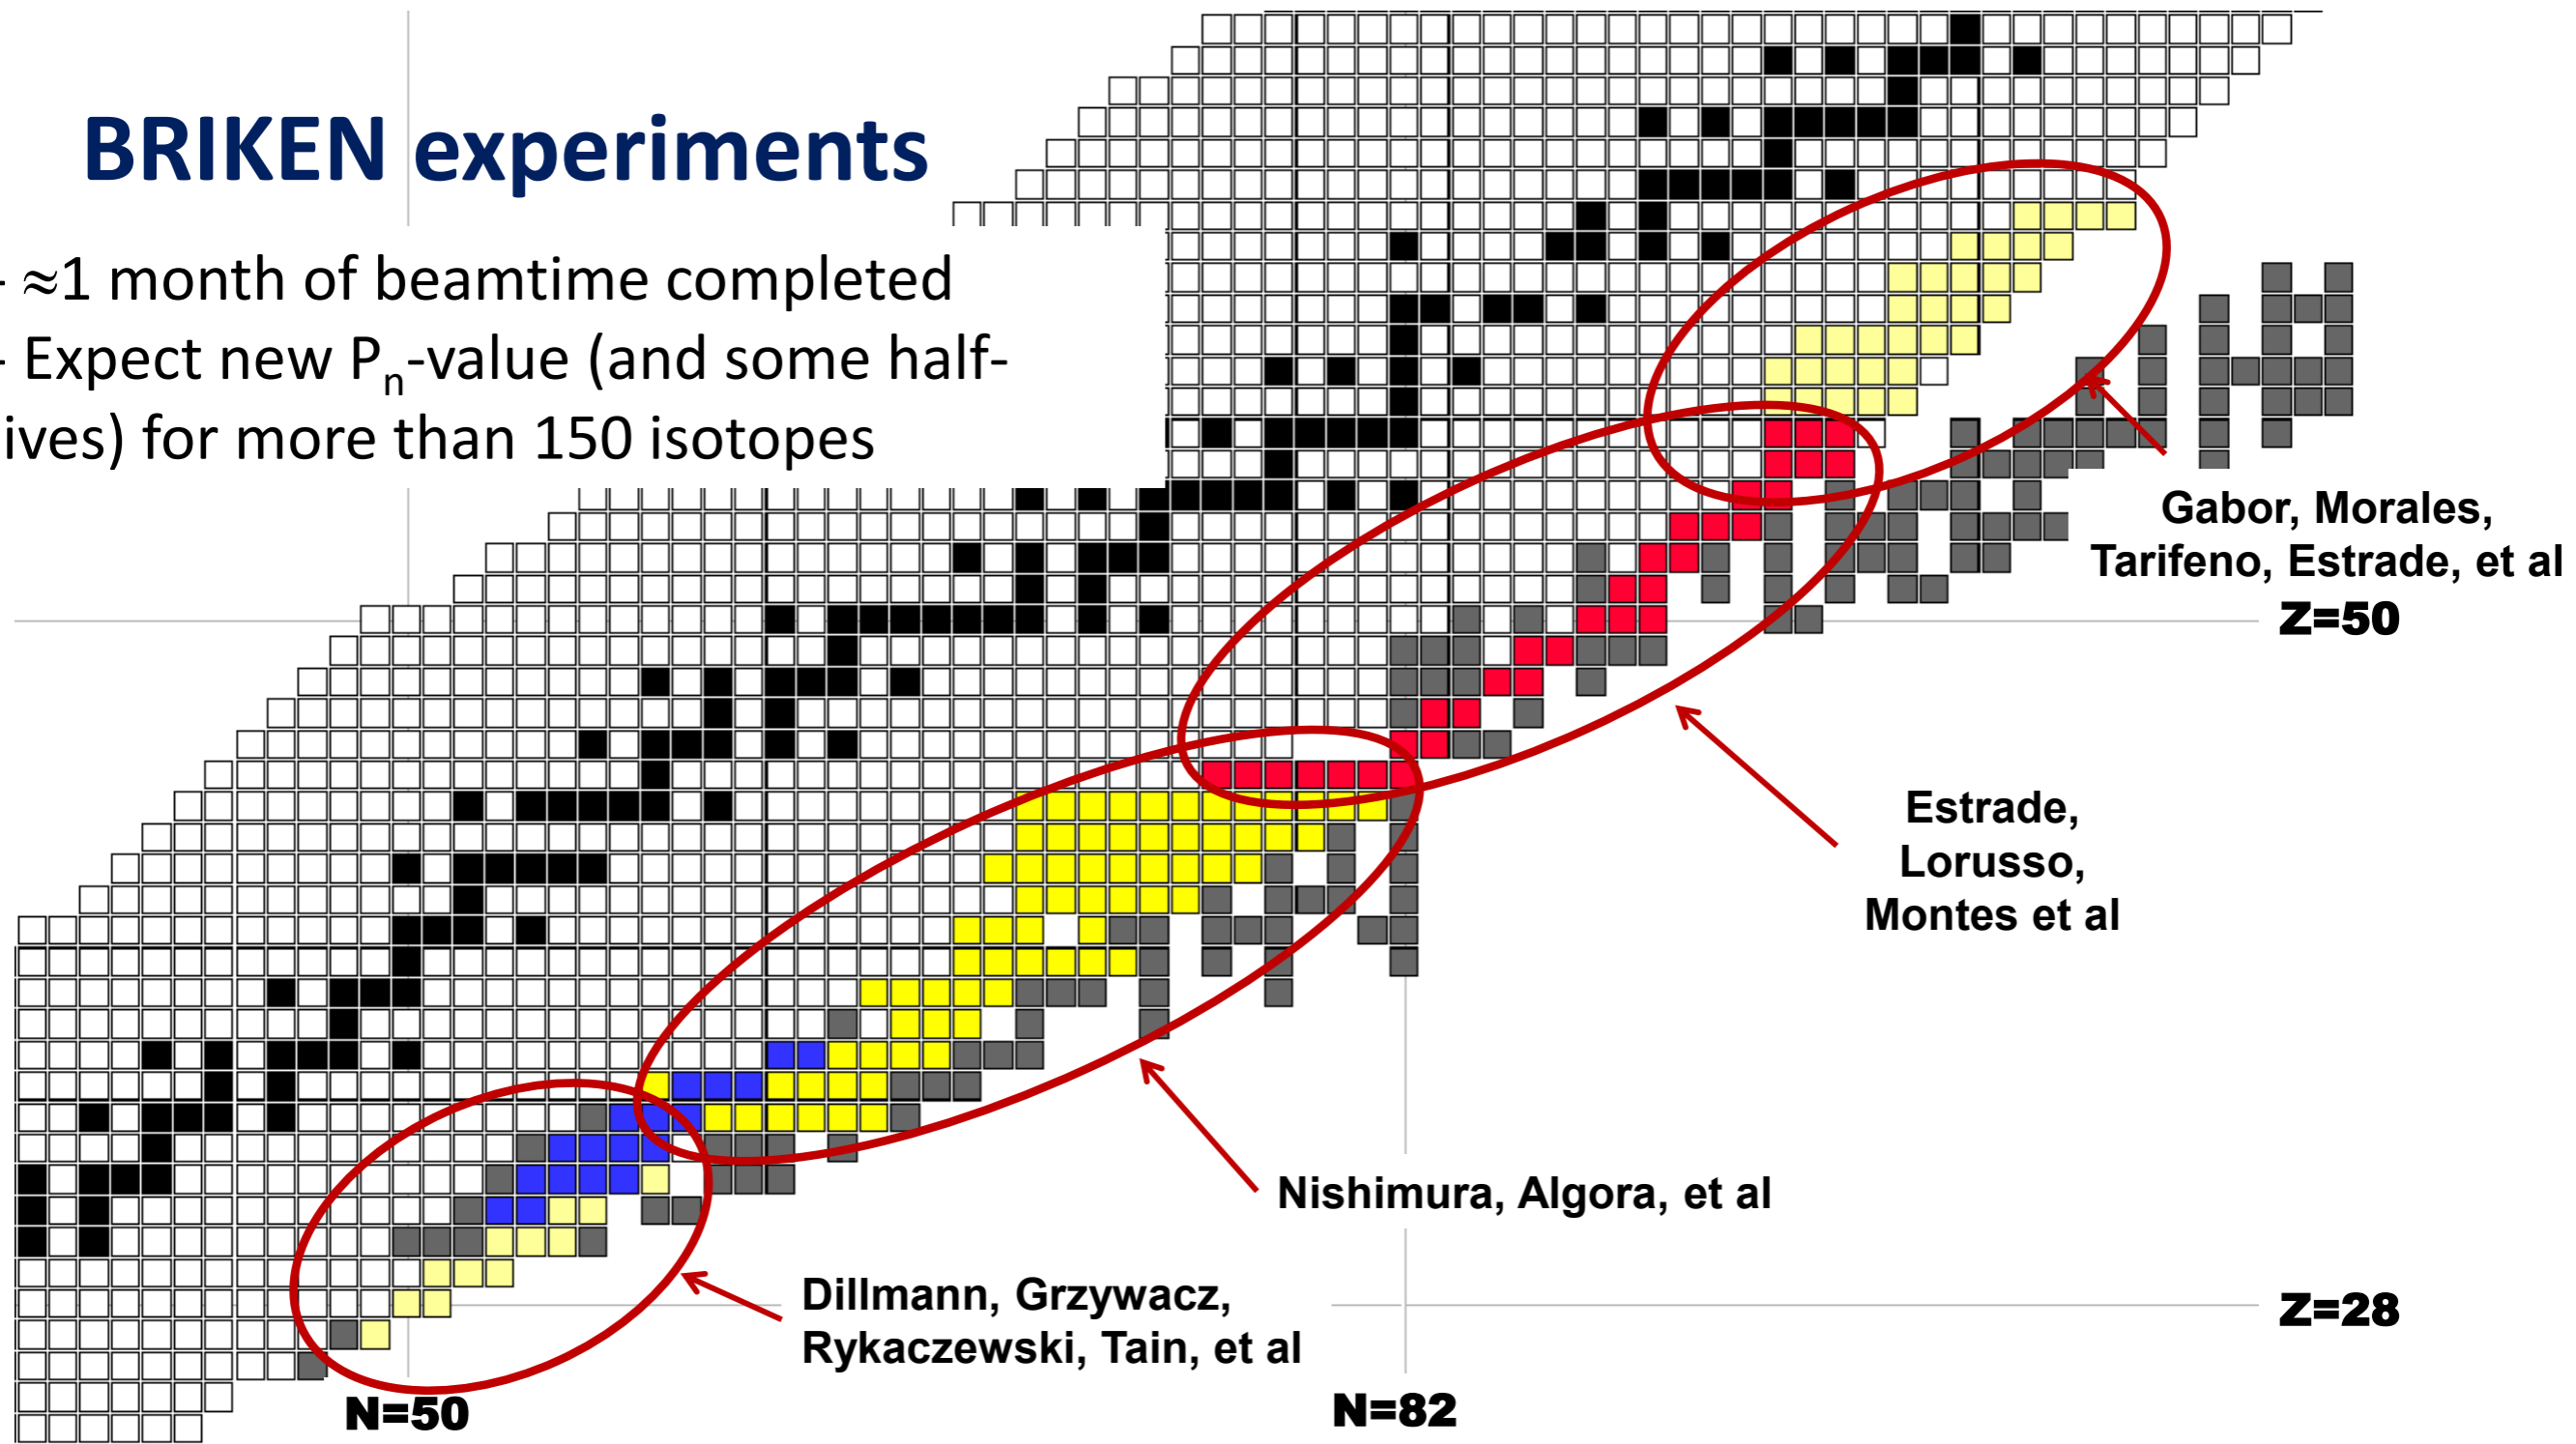 BRIKEN experiments
- ≈1 month of beamtime completed
- Expect new Pn-value (and some half-
ives) for more than 150 isotopes
Gabor, Morales,
Tarifeno, Estrade, et al
Z=50
Estrade,
Lorusso,
Montes et al
Nishimura, Algora, et al
Dillmann, Grzywacz,
Rykaczewski, Tain, et al
Z=28
N=50
N=82